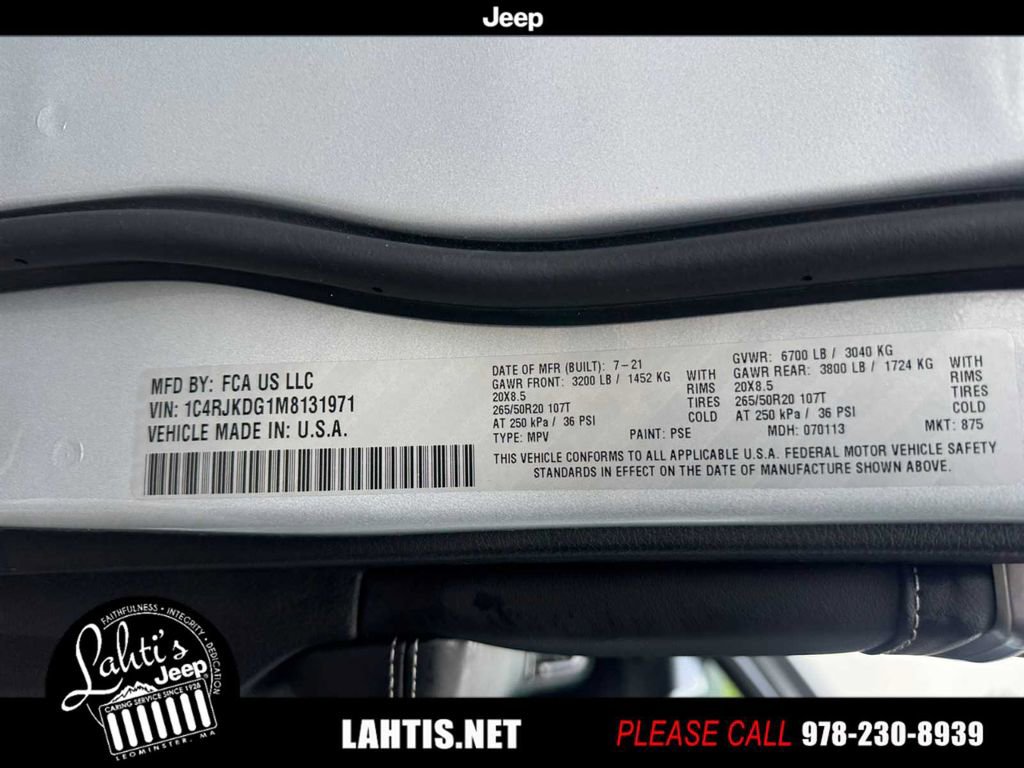 Jeep
MFD BY: FCA US LLC
VIN: 1C4RJKDG1M8131971
VEHICLE MADE IN: U.S.A.
DATE OF MFR (BUILT): 7-21
GAWR FRONT: 3200 LB / 1452 KG WITH
20X8.5 RIMS
265/50R20 107T TIRES
AT 250 kPa / 36 PSI COLD
TYPE: MPV PAINT: PSE
GVWR: 6700 LB / 3040 KG
GAWR REAR: 3800 LB / 1724 KG WITH
20X8.5 RIMS
265/50R20 107T TIRES
AT 250 kPa / 36 PSI COLD
MDH: 070113 MKT: 875
THIS VEHICLE CONFORMS TO ALL APPLICABLE U.S.A. FEDERAL MOTOR VEHICLE SAFETY
STANDARDS IN EFFECT ON THE DATE OF MANUFACTURE SHOWN ABOVE.
FAITHFULNESS • INTEGRITY • DEDICATION
Lahti's
Jeep
CARING SERVICE SINCE 1928
LEOMINSTER, MA
LAHTIS.NET
PLEASE CALL 978-230-8939